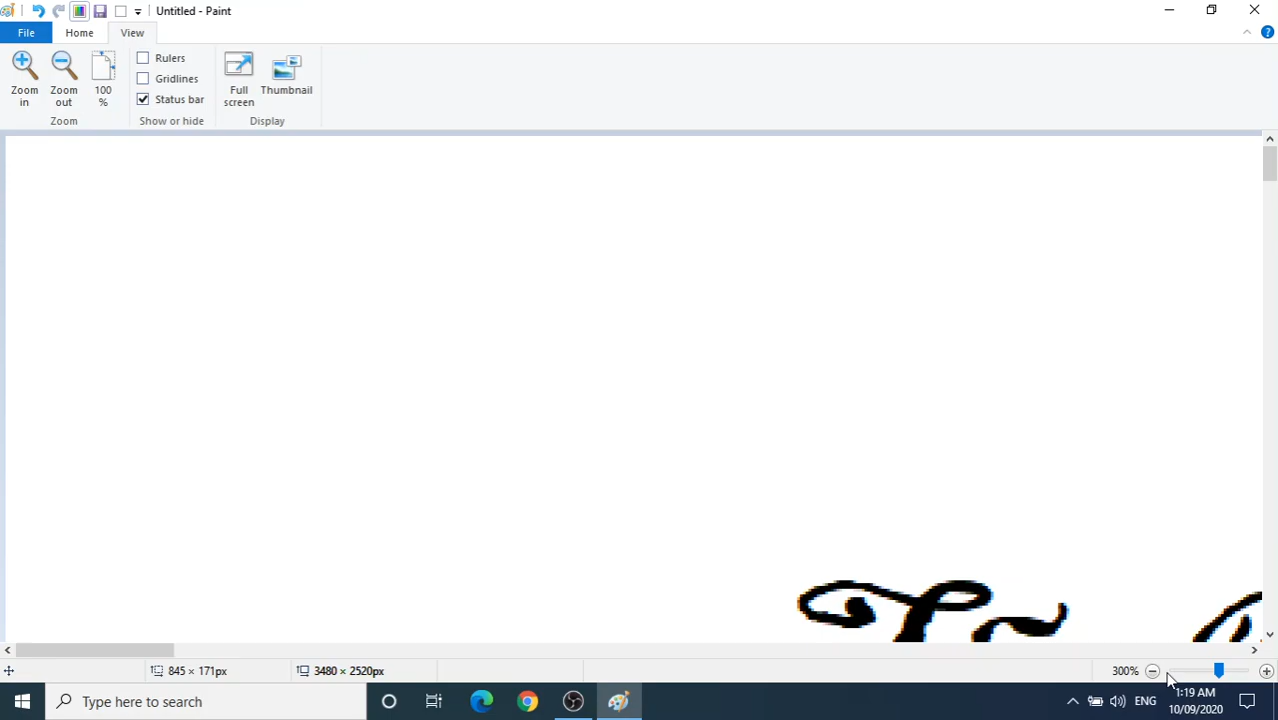 Untitled - Paint
File Home View
Zoom in
Zoom out
100 %
Rulers
Gridlines
Status bar
Full screen
Thumbnail
Zoom Show or hide Display
845 × 171px 3480 × 2520px 300%
Type here to search
ENG
1:19 AM
10/09/2020